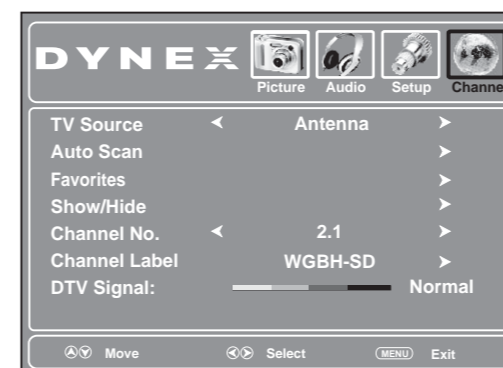 DYNEX
Picture Audio Setup Channe
TV Source Antenna
Auto Scan
Favorites
Show/Hide
Channel No. 2.1
Channel Label WGBH-SD
DTV Signal: Normal
Move Select MENU Exit